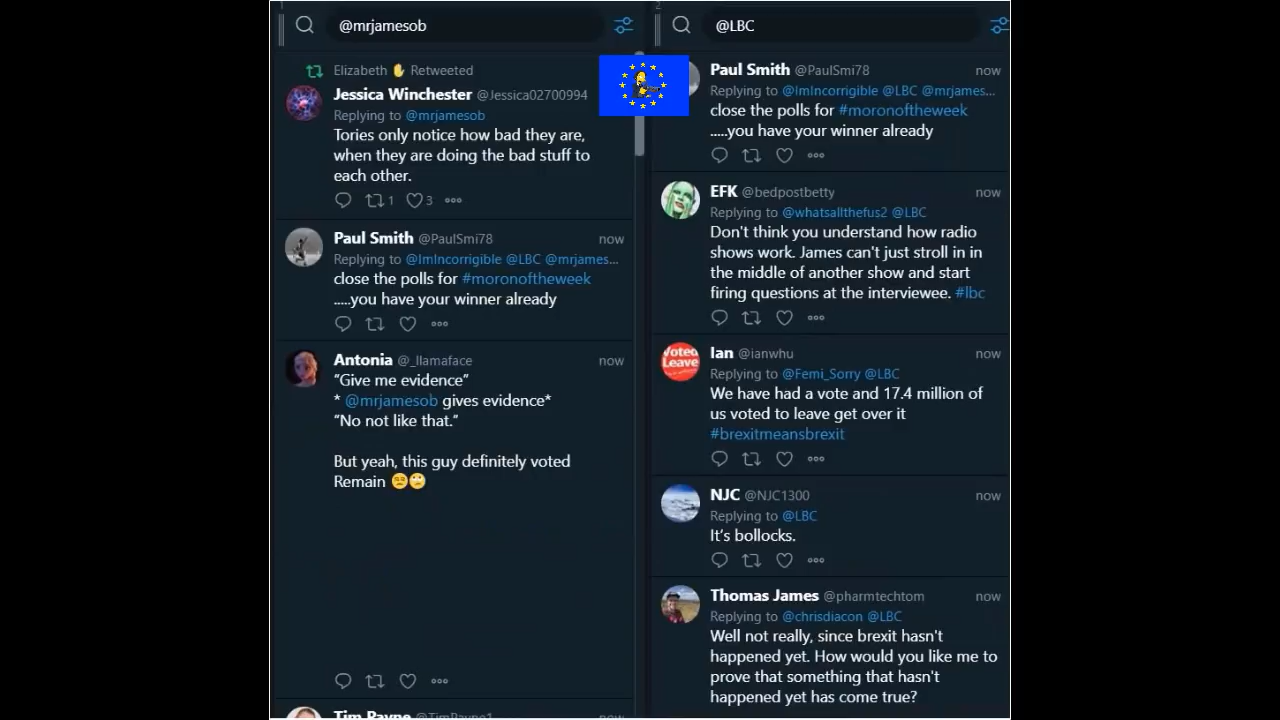 1
@mrjamesob
Elizabeth ✋ Retweeted
Jessica Winchester @Jessica02700994
Replying to @mrjamesob
Tories only notice how bad they are,
when they are doing the bad stuff to
each other.
1 3
Paul Smith @PaulSmi78 now
Replying to @ImIncorrigible @LBC @mrjames...
close the polls for #moronoftheweek
.....you have your winner already
Antonia @_llamaface now
“Give me evidence”
* @mrjamesob gives evidence*
“No not like that.”
But yeah, this guy definitely voted
Remain 😒🙄
Tim Payne @TimPayne1 now
2
@LBC
Paul Smith @PaulSmi78 now
Replying to @ImIncorrigible @LBC @mrjames...
close the polls for #moronoftheweek
.....you have your winner already
EFK @bedpostbetty now
Replying to @whatsallthefus2 @LBC
Don't think you understand how radio
shows work. James can't just stroll in in
the middle of another show and start
firing questions at the interviewee. #lbc
Voted
Leave
Ian @ianwhu now
Replying to @Femi_Sorry @LBC
We have had a vote and 17.4 million of
us voted to leave get over it
#brexitmeansbrexit
NJC @NJC1300 now
Replying to @LBC
It’s bollocks.
Thomas James @pharmtechtom now
Replying to @chrisdiacon @LBC
Well not really, since brexit hasn't
happened yet. How would you like me to
prove that something that hasn't
happened yet has come true?